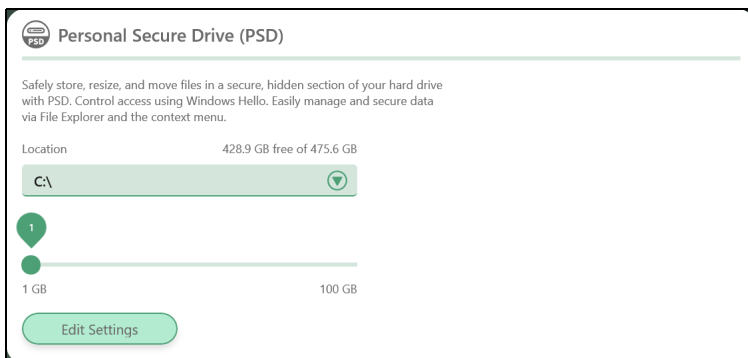 PSD
Personal Secure Drive (PSD)
Safely store, resize, and move files in a secure, hidden section of your hard drive
with PSD. Control access using Windows Hello. Easily manage and secure data
via File Explorer and the context menu.
Location 428.9 GB free of 475.6 GB
C:\
1
1 GB 100 GB
Edit Settings